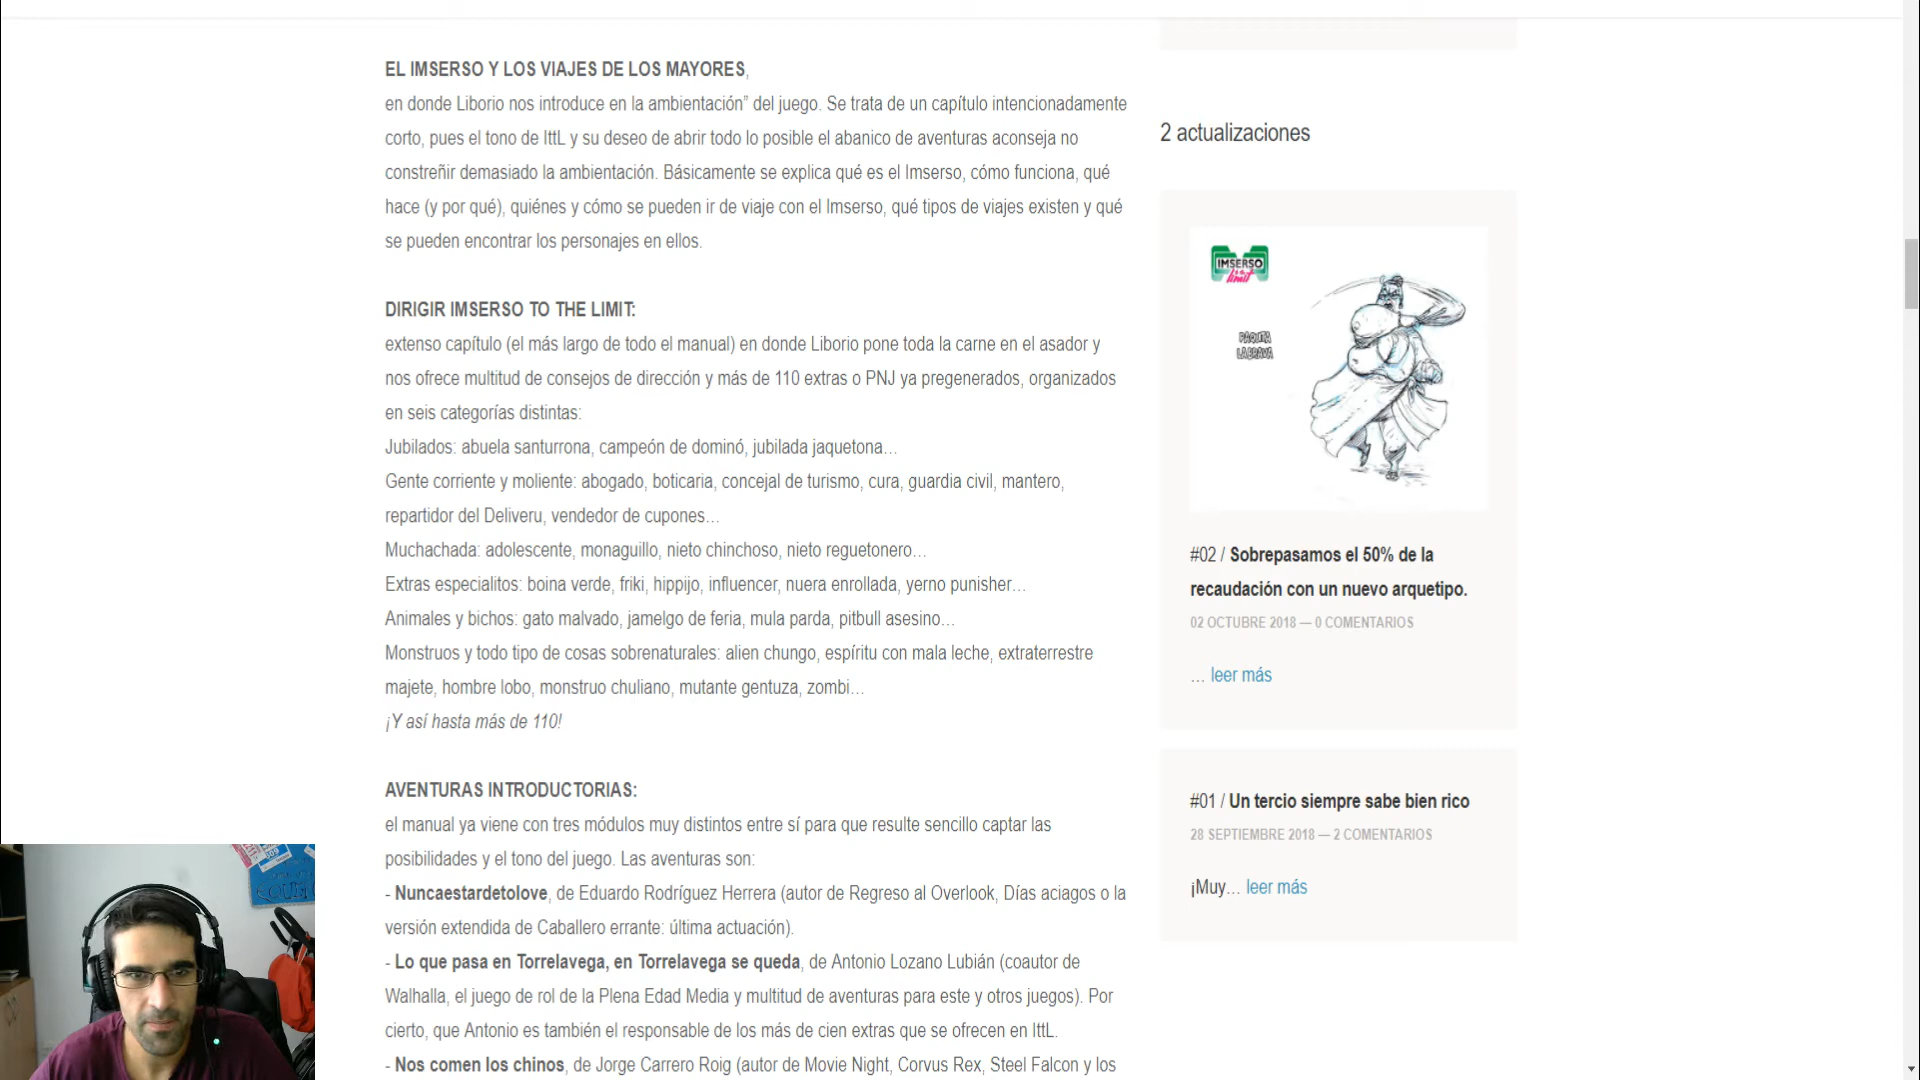 EL IMSERSO Y LOS VIAJES DE LOS MAYORES,
en donde Liborio nos introduce en la ambientación” del juego. Se trata de un capítulo intencionadamente
corto, pues el tono de IttL y su deseo de abrir todo lo posible el abanico de aventuras aconseja no
constreñir demasiado la ambientación. Básicamente se explica qué es el Imserso, cómo funciona, qué
hace (y por qué), quiénes y cómo se pueden ir de viaje con el Imserso, qué tipos de viajes existen y qué
se pueden encontrar los personajes en ellos.
DIRIGIR IMSERSO TO THE LIMIT:
extenso capítulo (el más largo de todo el manual) en donde Liborio pone toda la carne en el asador y
nos ofrece multitud de consejos de dirección y más de 110 extras o PNJ ya pregenerados, organizados
en seis categorías distintas:
Jubilados: abuela santurrona, campeón de dominó, jubilada jaquetona…
Gente corriente y moliente: abogado, boticaria, concejal de turismo, cura, guardia civil, mantero,
repartidor del Deliveru, vendedor de cupones…
Muchachada: adolescente, monaguillo, nieto chinchoso, nieto reguetonero…
Extras especialitos: boina verde, friki, hippijo, influencer, nuera enrollada, yerno punisher…
Animales y bichos: gato malvado, jamelgo de feria, mula parda, pitbull asesino…
Monstruos y todo tipo de cosas sobrenaturales: alien chungo, espíritu con mala leche, extraterrestre
majete, hombre lobo, monstruo chuliano, mutante gentuza, zombi…
¡Y así hasta más de 110!
AVENTURAS INTRODUCTORIAS:
el manual ya viene con tres módulos muy distintos entre sí para que resulte sencillo captar las
posibilidades y el tono del juego. Las aventuras son:
- Nuncaestardetolove, de Eduardo Rodríguez Herrera (autor de Regreso al Overlook, Días aciagos o la
versión extendida de Caballero errante: última actuación).
- Lo que pasa en Torrelavega, en Torrelavega se queda, de Antonio Lozano Lubián (coautor de
Walhalla, el juego de rol de la Plena Edad Media y multitud de aventuras para este y otros juegos). Por
cierto, que Antonio es también el responsable de los más de cien extras que se ofrecen en IttL.
- Nos comen los chinos, de Jorge Carrero Roig (autor de Movie Night, Corvus Rex, Steel Falcon y los
2 actualizaciones
IMSERSO
limit
PAQUITA
LA BRAVA
#02 / Sobrepasamos el 50% de la
recaudación con un nuevo arquetipo.
02 OCTUBRE 2018 — 0 COMENTARIOS
… leer más
#01 / Un tercio siempre sabe bien rico
28 SEPTIEMBRE 2018 — 2 COMENTARIOS
¡Muy… leer más